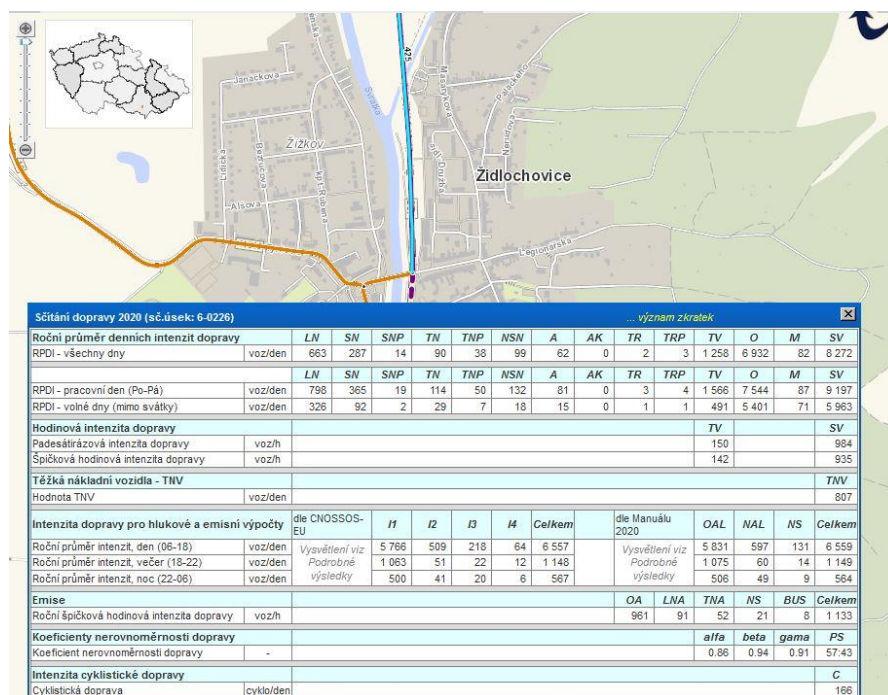 425
Janáčkova
Svratka
Masarykova
Palackého
Nerudova
nám. Družba
Žižkov
Lidická
Bezručova
kpt. Rubena
Alšova
Židlochovice
Legionářská
Sčítání dopravy 2020 (sč.úsek: 6-0226) ... význam zkratek
Roční průměr denních intenzit dopravy LN SN SNP TN TNP NSN A AK TR TRP TV O M SV
RPDI - všechny dny voz/den 663 287 14 90 38 99 62 0 2 3 1 258 6 932 82 8 272
LN SN SNP TN TNP NSN A AK TR TRP TV O M SV
RPDI - pracovní den (Po-Pá) voz/den 798 365 19 114 50 132 81 0 3 4 1 566 7 544 87 9 197
RPDI - volné dny (mimo svátky) voz/den 326 92 2 29 7 18 15 0 1 1 491 5 401 71 5 963
Hodinová intenzita dopravy TV SV
Padesátirázová intenzita dopravy voz/h 150 984
Špičková hodinová intenzita dopravy voz/h 142 935
Těžká nákladní vozidla - TNV TNV
Hodnota TNV voz/den 807
Intenzita dopravy pro hlukové a emisní výpočty dle CNOSSOS-EU I1 I2 I3 I4 Celkem dle Manuálu 2020 OAL NAL NS Celkem
Roční průměr intenzit, den (06-18) voz/den Vysvětlení viz 5 766 509 218 64 6 557 Vysvětlení viz 5 831 597 131 6 559
Roční průměr intenzit, večer (18-22) voz/den Podrobné 1 063 51 22 12 1 148 Podrobné 1 075 60 14 1 149
Roční průměr intenzit, noc (22-06) voz/den výsledky 500 41 20 6 567 výsledky 506 49 9 564
Emise OA LNA TNA NS BUS Celkem
Roční špičková hodinová intenzita dopravy voz/h 961 91 52 21 8 1 133
Koeficienty nerovnoměrnosti dopravy alfa beta gama PS
Koeficient nerovnoměrnosti dopravy - 0.86 0.94 0.91 57:43
Intenzita cyklistické dopravy C
Cyklistická doprava cyklo/den 166